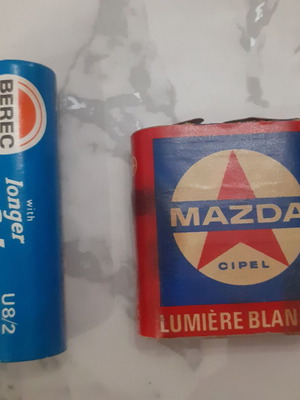 BEREC
with
longer
U8/2
MAZDA
CIPEL
LUMIÈRE BLAN